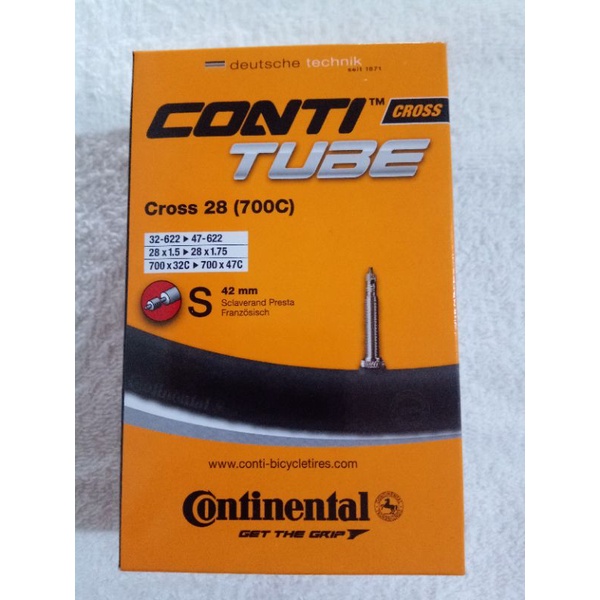 deutsche technik
seit 1871
CONTI™ CROSS
TUBE
Cross 28 (700C)
32-622 ▸ 47-622
28 x 1.5 ▸ 28 x 1.75
700 x 32C ▸ 700 x 47C
S 42 mm
Sclaverand Presta
Französisch
Continental
www.conti-bicycletires.com
Continental
GET THE GRIP